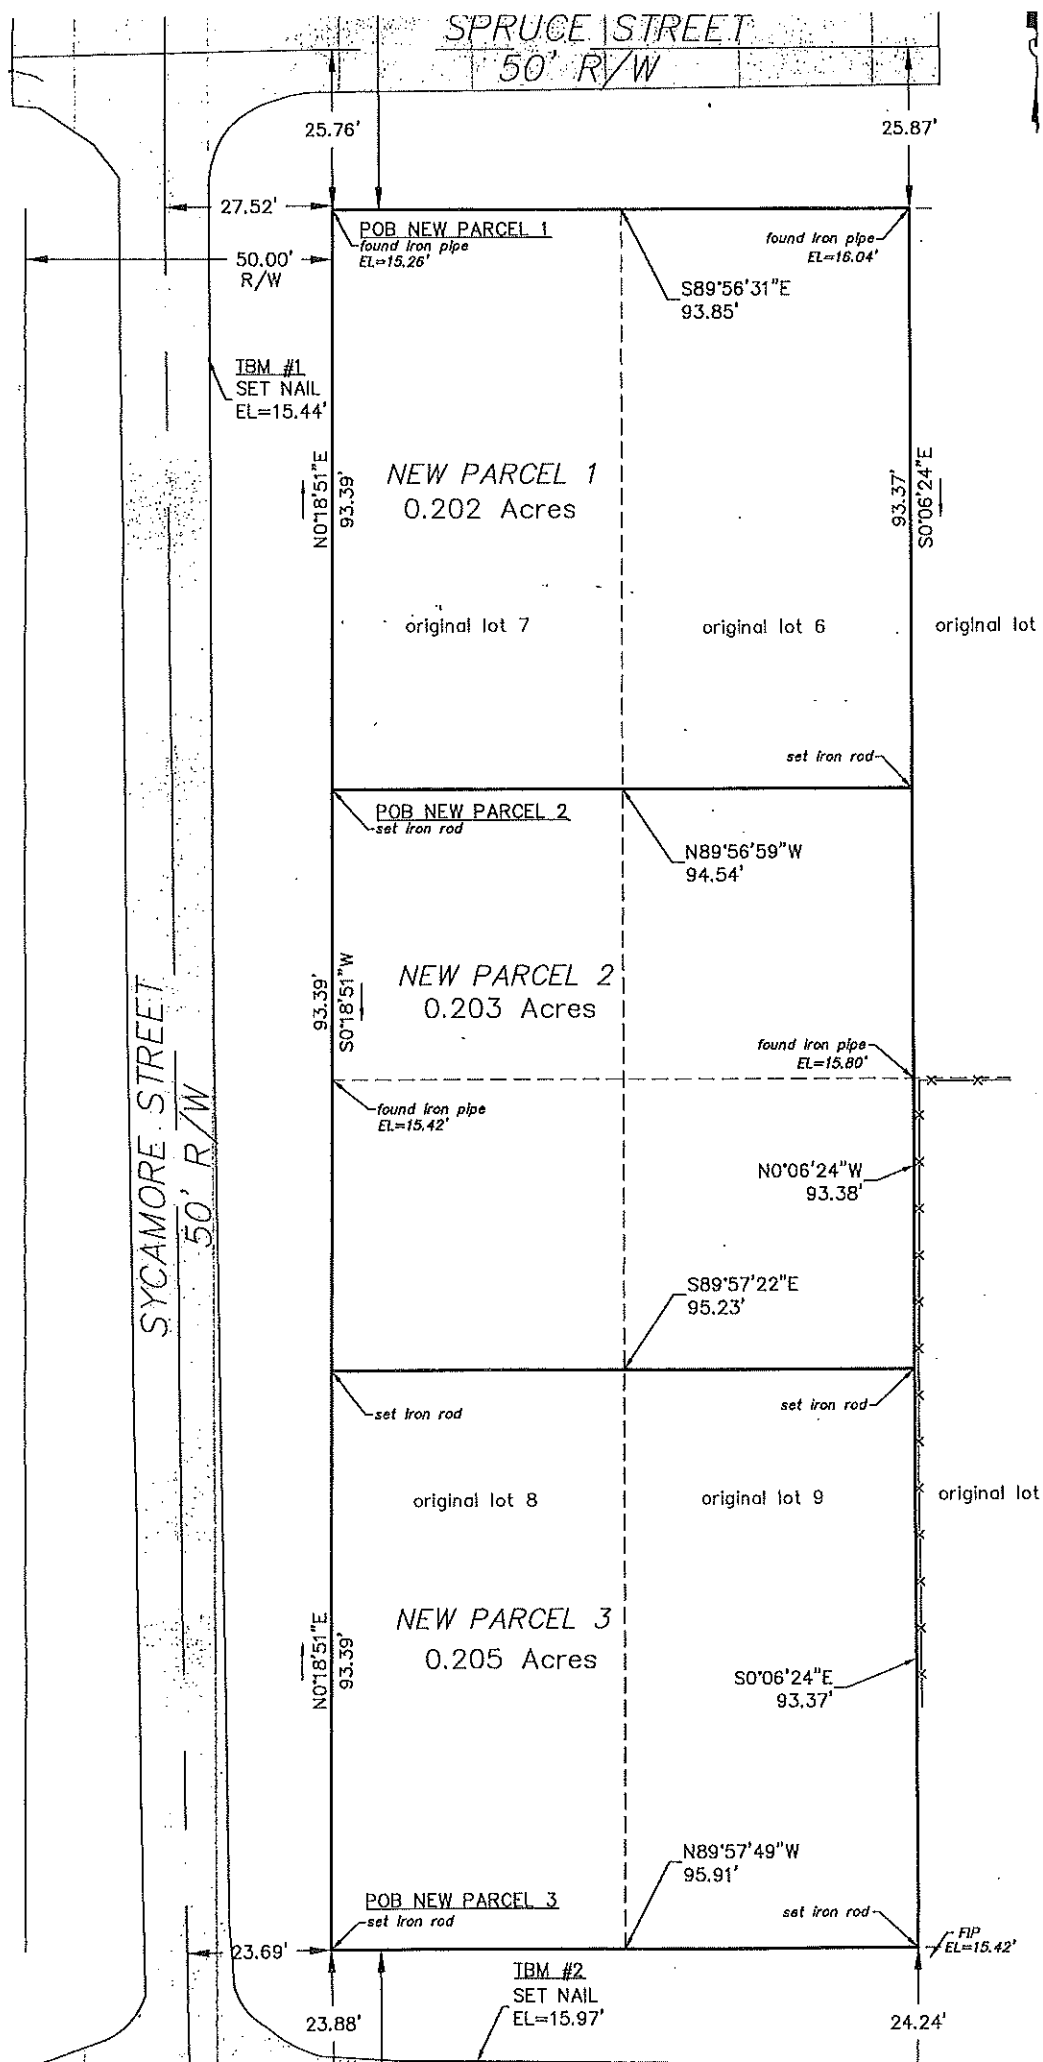 SPRUCE STREET
50' R/W
25.76'
25.87'
27.52'
POB NEW PARCEL 1
found iron pipe
EL=15.26'
found iron pipe
EL=16.04'
50.00'
R/W
S89°56'31"E
93.85'
TBM #1
SET NAIL
EL=15.44'
N0°18'51"E
93.39'
NEW PARCEL 1
0.202 Acres
93.37'
S0°06'24"E
original lot 7
original lot 6
original lot
set iron rod
POB NEW PARCEL 2
set iron rod
N89°56'59"W
94.54'
93.39'
S0°18'51"W
NEW PARCEL 2
0.203 Acres
found iron pipe
EL=15.80'
found iron pipe
EL=15.42'
SYCAMORE STREET
50' R/W
N0°06'24"W
93.38'
S89°57'22"E
95.23'
set iron rod
set iron rod
original lot 8
original lot 9
original lot
N0°18'51"E
93.39'
NEW PARCEL 3
0.205 Acres
S0°06'24"E
93.37'
N89°57'49"W
95.91'
POB NEW PARCEL 3
set iron rod
set iron rod
FIP
EL=15.42'
23.69'
TBM #2
SET NAIL
EL=15.97'
23.88'
24.24'